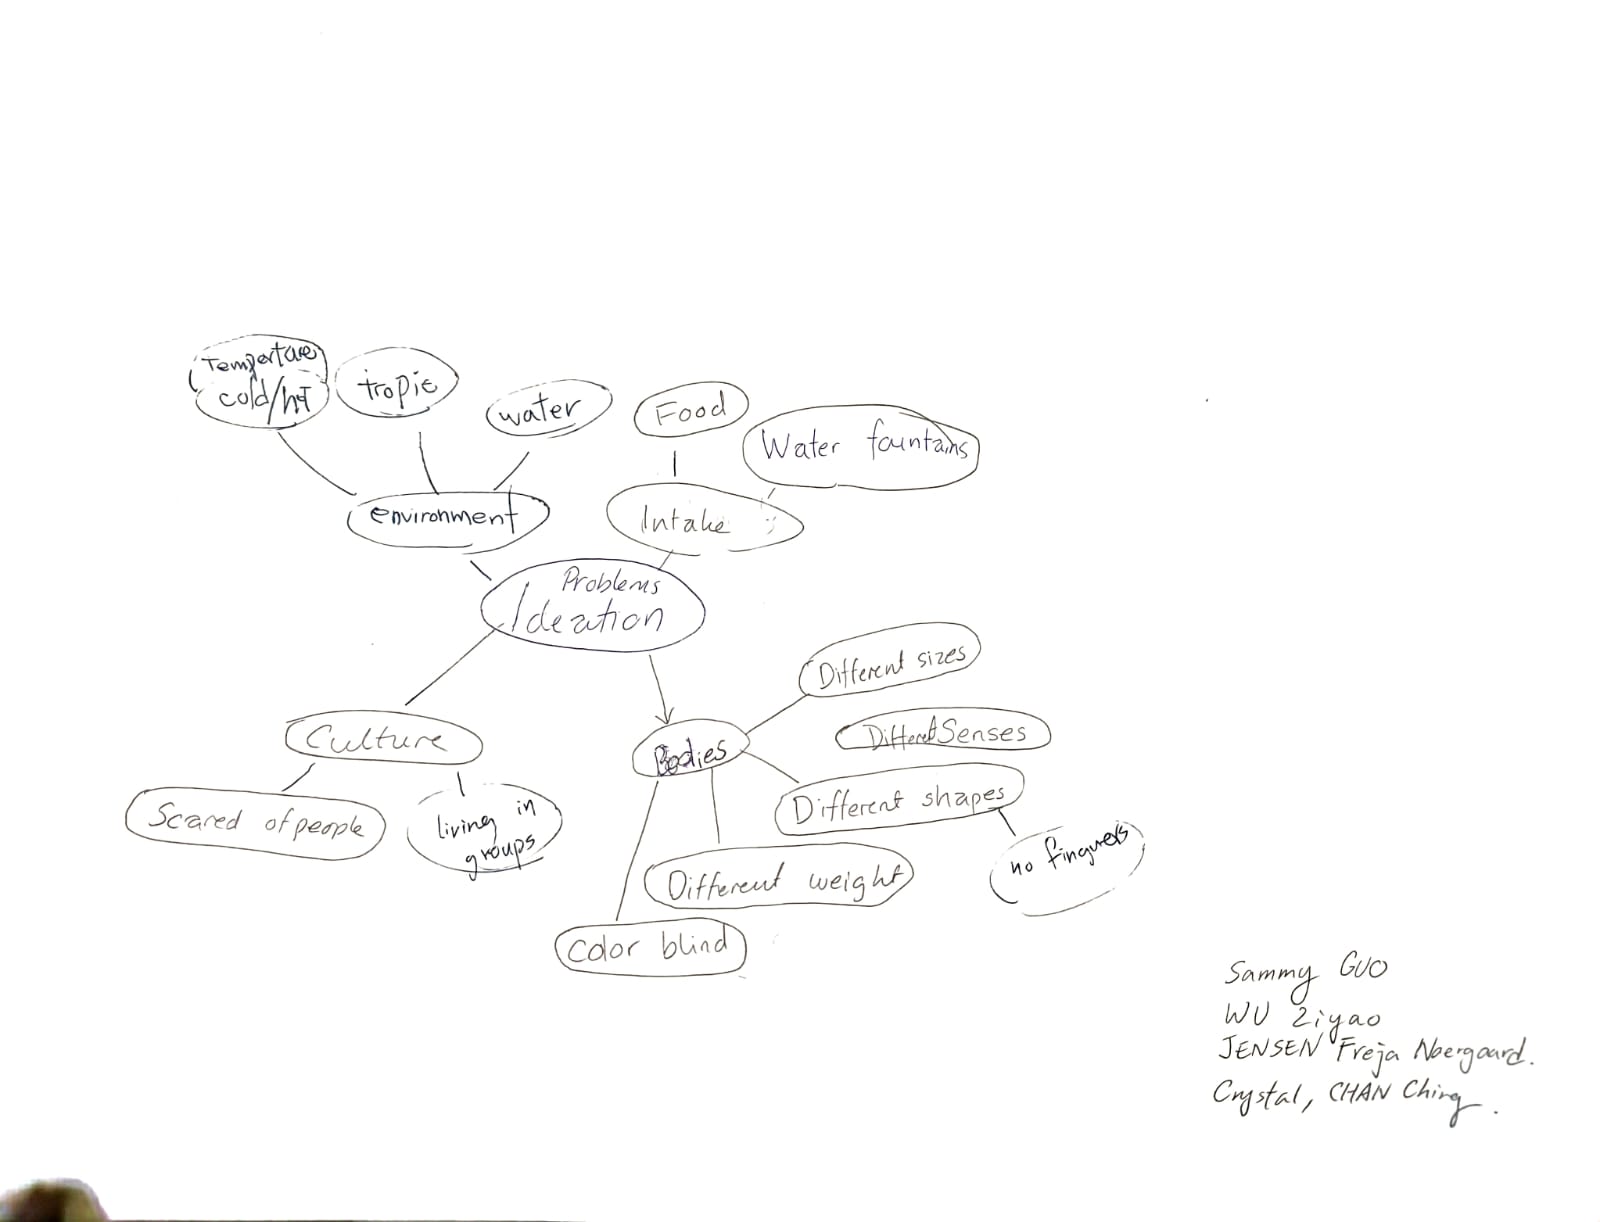 Tempertaure
cold/hot
tropic
water
Food
Water fountains
environment
Intake
Problems
Ideation
Culture
Scared of people
living in
groups
Bodies
Different sizes
Different Senses
Different shapes
no finguers
Different weight
Color blind
Sammy GUO
WU Ziyao
JENSEN Freja Noergaard.
Crystal, CHAN Ching.